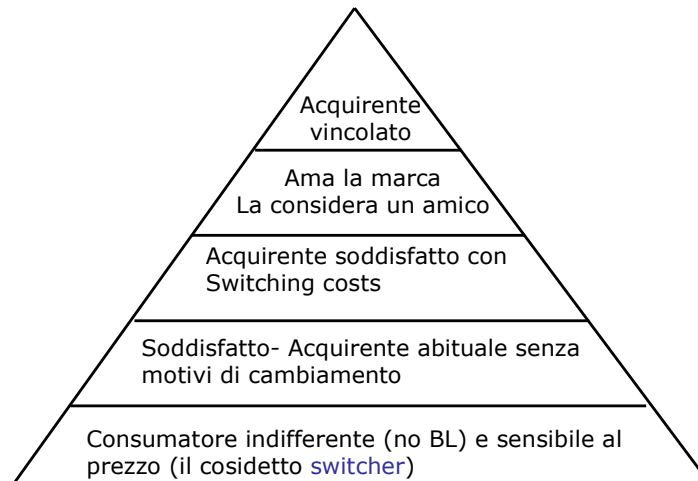 Acquirente
vincolato
Ama la marca
La considera un amico
Acquirente soddisfatto con
Switching costs
Soddisfatto- Acquirente abituale senza
motivi di cambiamento
Consumatore indifferente (no BL) e sensibile al
prezzo (il cosidetto switcher)